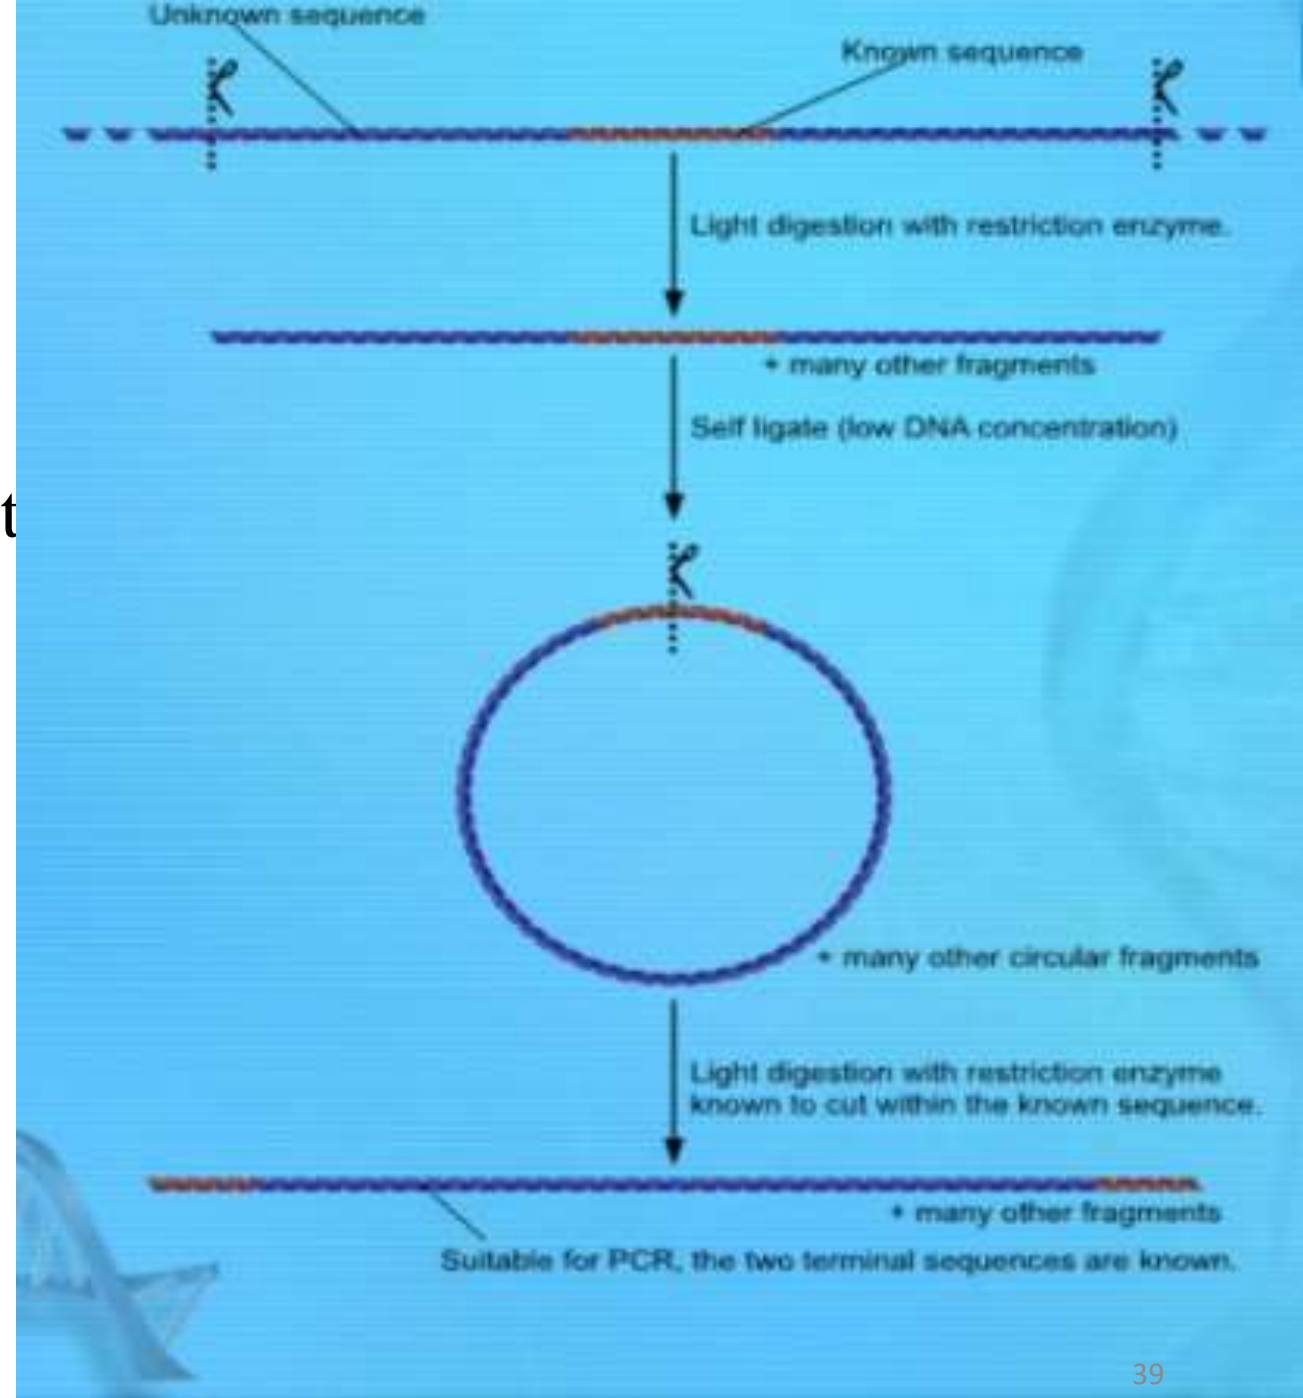 Unknown sequence
Known sequence
Light digestion with restriction enzyme.
+ many other fragments
Self ligate (low DNA concentration)
t
+ many other circular fragments
Light digestion with restriction enzyme
known to cut within the known sequence.
+ many other fragments
Suitable for PCR, the two terminal sequences are known.
39